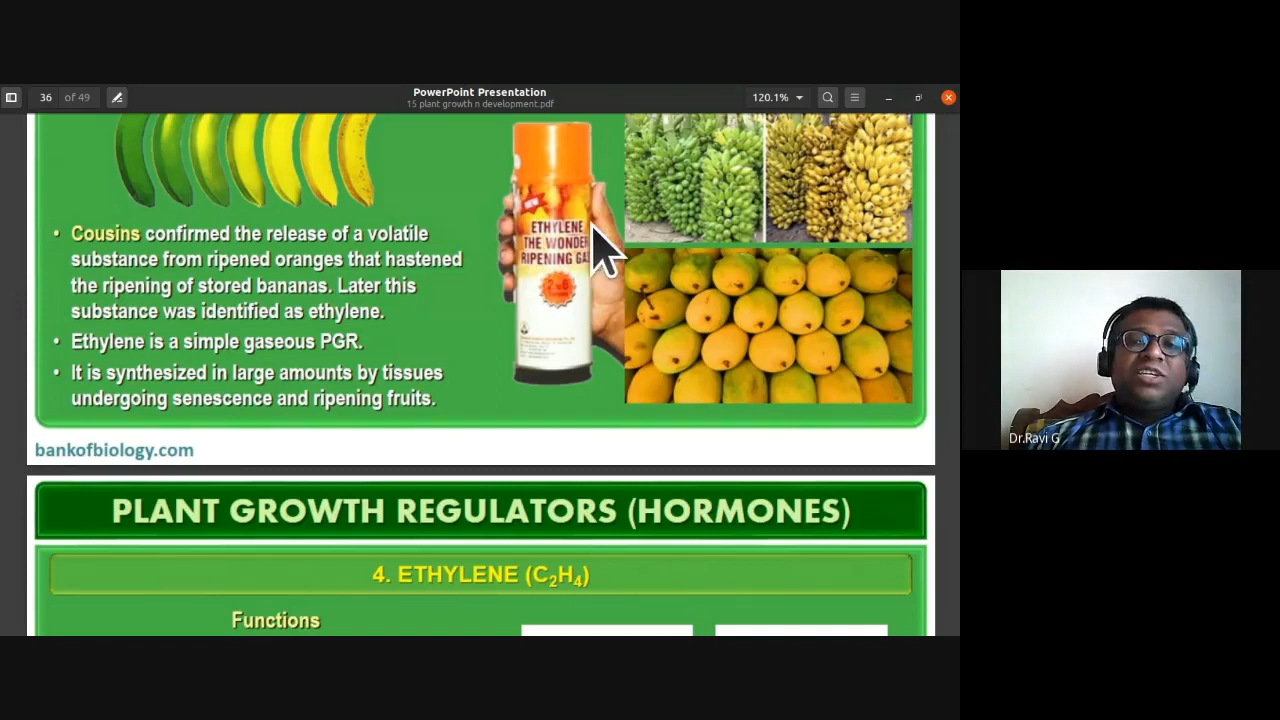 36 of 49
PowerPoint Presentation
15 plant growth n development.pdf
120.1%
NEW
ETHYLENE
THE WONDER
RIPENING GAS
• Cousins confirmed the release of a volatile
substance from ripened oranges that hastened
the ripening of stored bananas. Later this
substance was identified as ethylene.
• Ethylene is a simple gaseous PGR.
• It is synthesized in large amounts by tissues
undergoing senescence and ripening fruits.
bankofbiology.com
PLANT GROWTH REGULATORS (HORMONES)
4. ETHYLENE (C₂H₄)
Functions
Dr.Ravi G